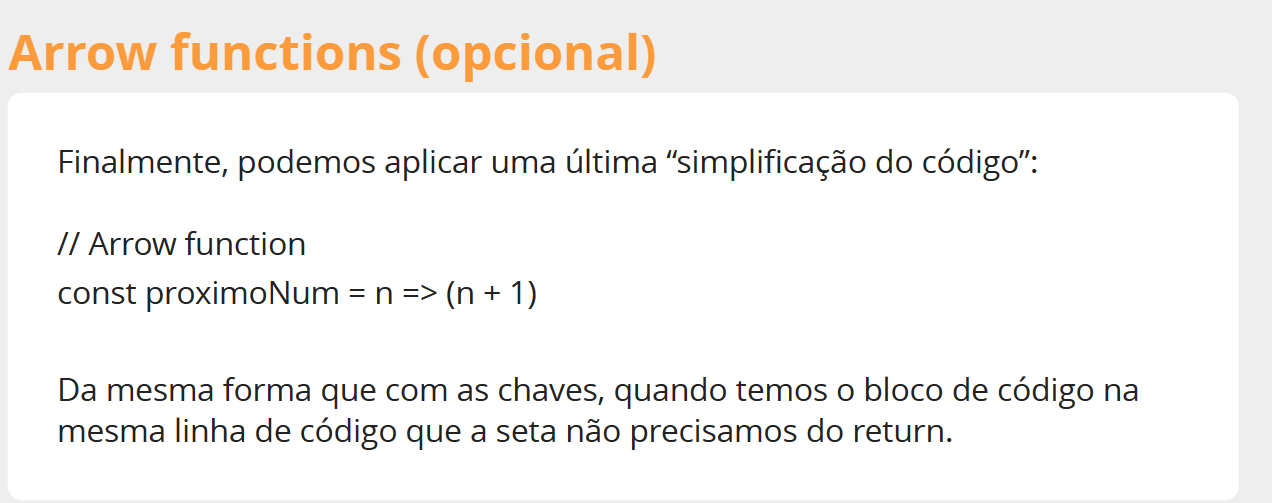 Arrow functions (opcional)
Finalmente, podemos aplicar uma última “simplificação do código”:
// Arrow function
const proximoNum = n => (n + 1)
Da mesma forma que com as chaves, quando temos o bloco de código na
mesma linha de código que a seta não precisamos do return.